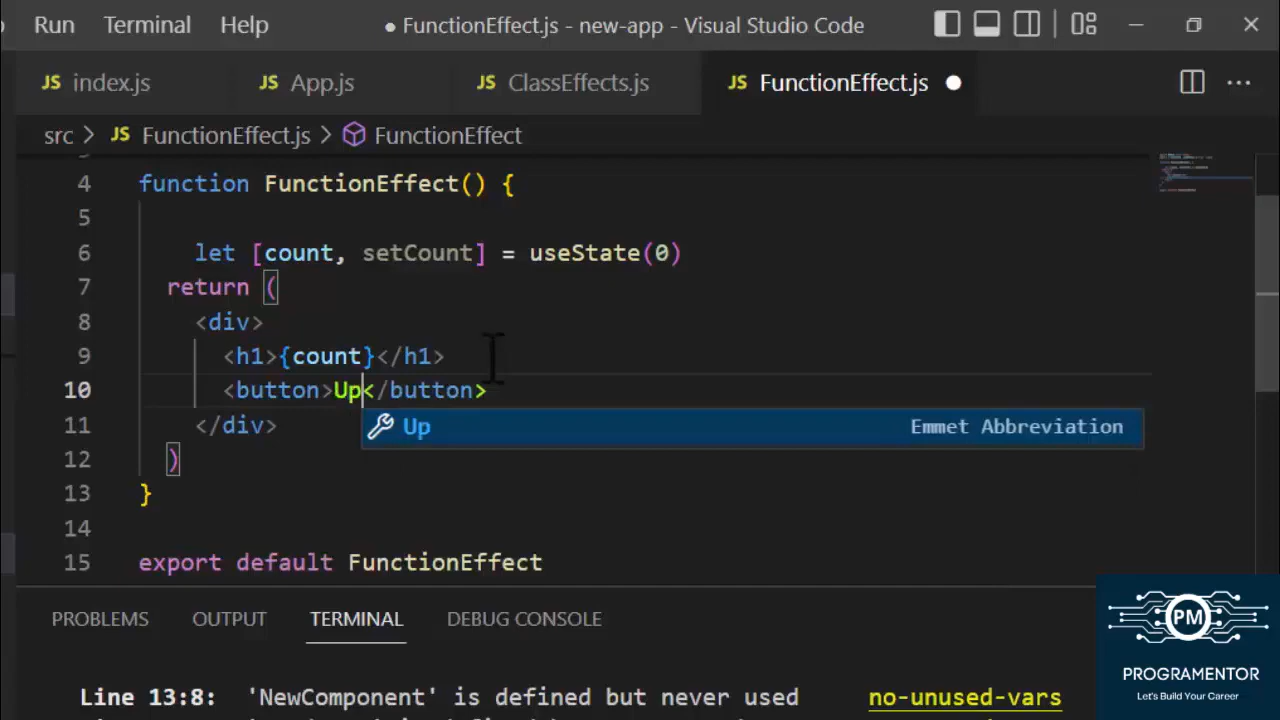 Run Terminal Help ● FunctionEffect.js - new-app - Visual Studio Code
JS index.js JS App.js JS ClassEffects.js JS FunctionEffect.js ●
src > JS FunctionEffect.js > FunctionEffect
4 function FunctionEffect() {
5
6 let [count, setCount] = useState(0)
7 return (
8 <div>
9 <h1>{count}</h1>
10 <button>Up</button>
Up Emmet Abbreviation
11 </div>
12 )
13 }
14
15 export default FunctionEffect
PROBLEMS OUTPUT TERMINAL DEBUG CONSOLE
Line 13:8: 'NewComponent' is defined but never used no-unused-vars
PM
PROGRAMENTOR
Let's Build Your Career